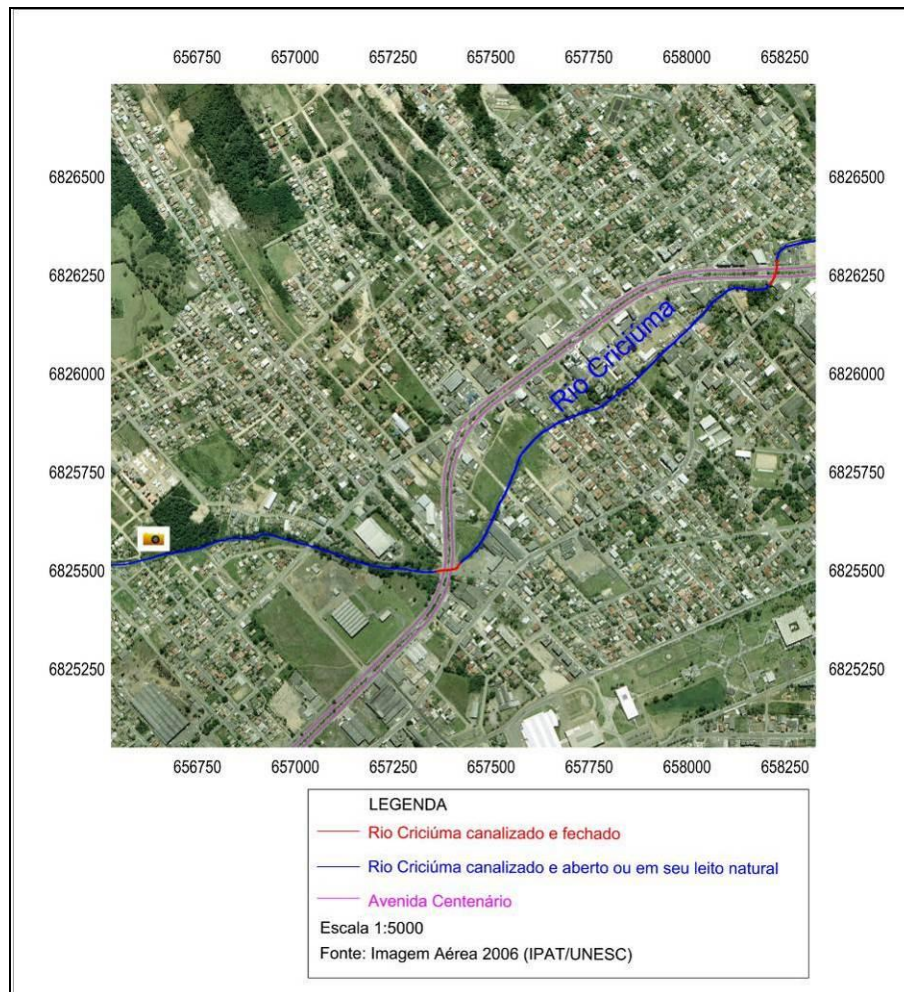 656750 657000 657250 657500 657750 658000 658250
6826500 6826500
6826250 6826250
Rio Criciúma
6826000 6826000
6825750 6825750
6825500 6825500
6825250 6825250
656750 657000 657250 657500 657750 658000 658250
LEGENDA
Rio Criciúma canalizado e fechado
Rio Criciúma canalizado e aberto ou em seu leito natural
Avenida Centenário
Escala 1:5000
Fonte: Imagem Aérea 2006 (IPAT/UNESC)